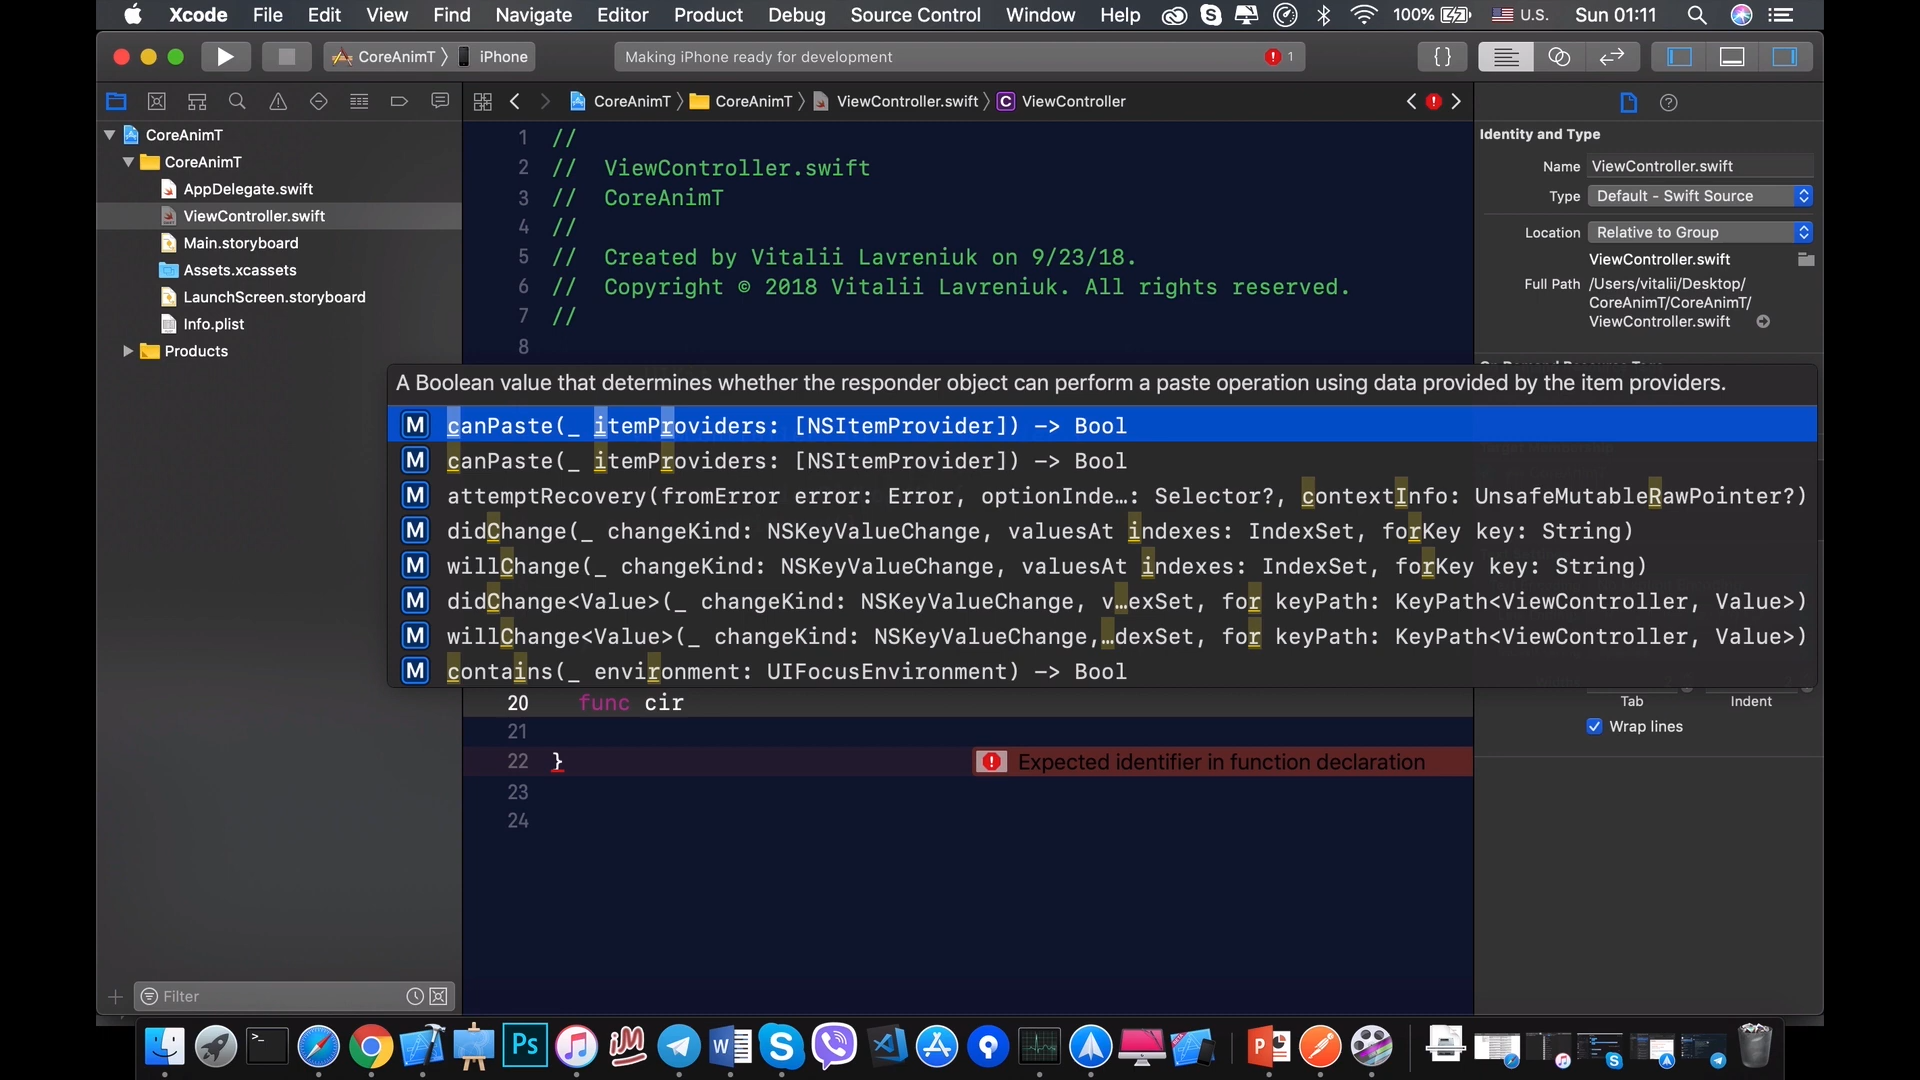 Xcode File Edit View Find Navigate Editor Product Debug Source Control Window Help 100% U.S. Sun 01:11
CoreAnimT iPhone
Making iPhone ready for development 1
{}
CoreAnimT CoreAnimT ViewController.swift C ViewController
CoreAnimT
CoreAnimT
AppDelegate.swift
ViewController.swift
Main.storyboard
Assets.xcassets
LaunchScreen.storyboard
Info.plist
Products
1 //
2 // ViewController.swift
3 // CoreAnimT
4 //
5 // Created by Vitalii Lavreniuk on 9/23/18.
6 // Copyright © 2018 Vitalii Lavreniuk. All rights reserved.
7 //
8
A Boolean value that determines whether the responder object can perform a paste operation using data provided by the item providers.
M canPaste(_ itemProviders: [NSItemProvider]) -> Bool
M canPaste(_ itemProviders: [NSItemProvider]) -> Bool
M attemptRecovery(fromError error: Error, optionInde…: Selector?, contextInfo: UnsafeMutableRawPointer?)
M didChange(_ changeKind: NSKeyValueChange, valuesAt indexes: IndexSet, forKey key: String)
M willChange(_ changeKind: NSKeyValueChange, valuesAt indexes: IndexSet, forKey key: String)
M didChange<Value>(_ changeKind: NSKeyValueChange, v…exSet, for keyPath: KeyPath<ViewController, Value>)
M willChange<Value>(_ changeKind: NSKeyValueChange,…dexSet, for keyPath: KeyPath<ViewController, Value>)
M contains(_ environment: UIFocusEnvironment) -> Bool
20 func cir
21
22 } Expected identifier in function declaration
23
24
Identity and Type
Name ViewController.swift
Type Default - Swift Source
Location Relative to Group
ViewController.swift
Full Path /Users/vitalii/Desktop/
CoreAnimT/CoreAnimT/
ViewController.swift
Tab Indent
Wrap lines
Filter
Ps
W
S
P